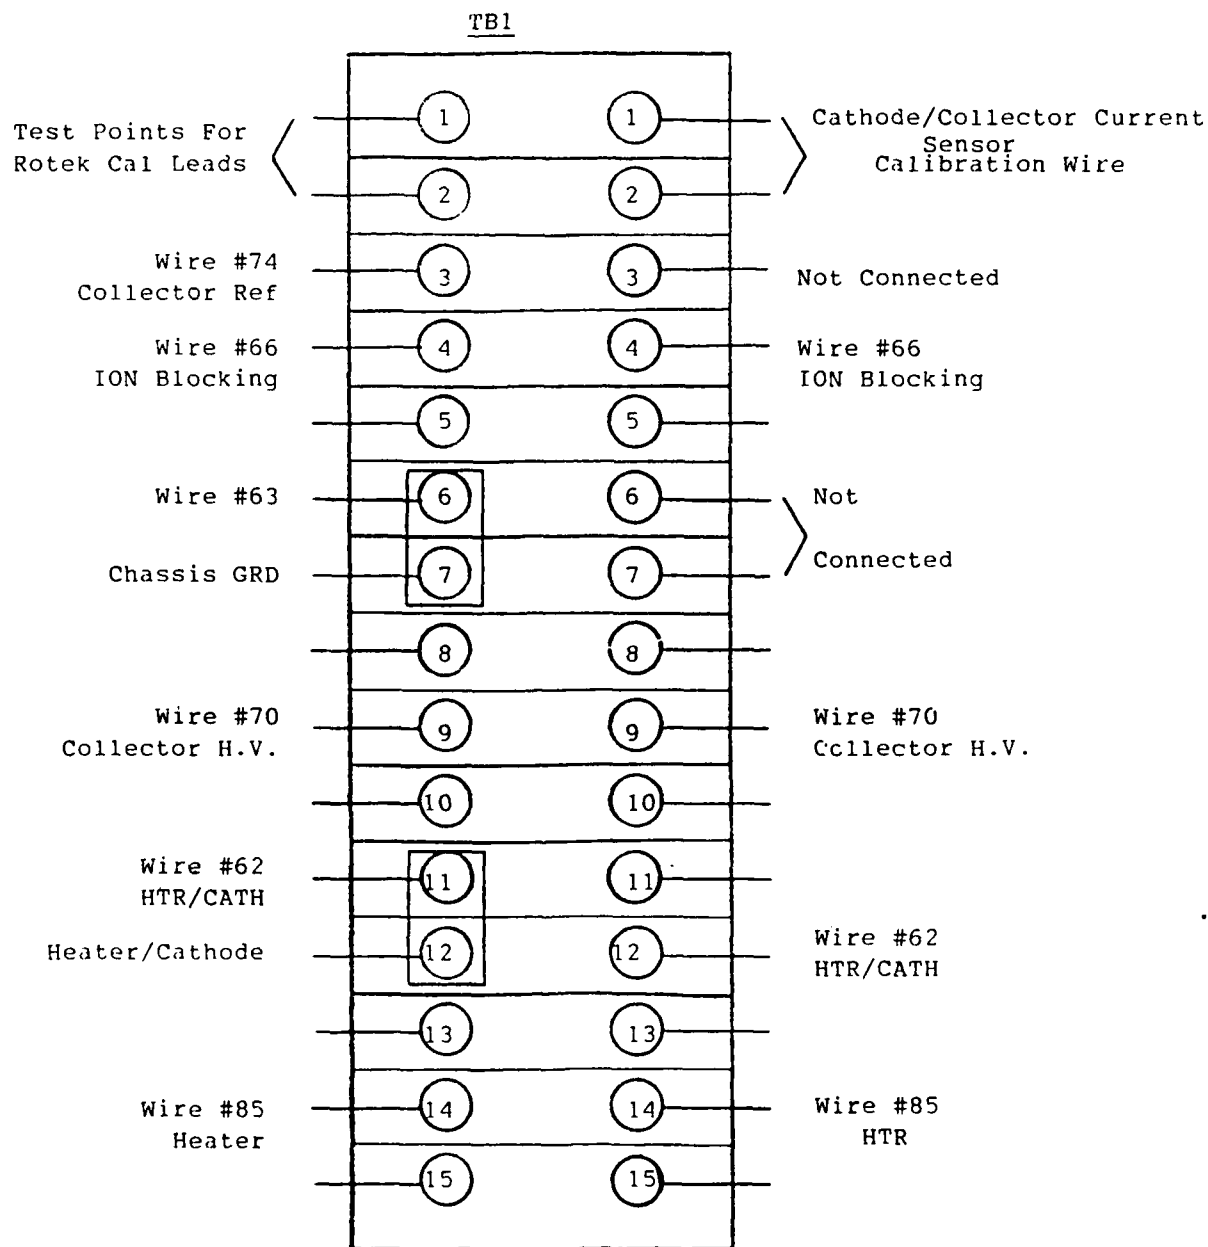 TB1
1 1
Test Points For
Rotek Cal Leads
Cathode/Collector Current
Sensor
Calibration Wire
2 2
Wire #74
Collector Ref
3 3
Not Connected
Wire #66
ION Blocking
4 4
Wire #66
ION Blocking
5 5
Wire #63
6 6
Not
Connected
Chassis GRD
7 7
8 8
Wire #70
Collector H.V.
9 9
Wire #70
Collector H.V.
10 10
Wire #62
HTR/CATH
11 11
Heater/Cathode
12 12
Wire #62
HTR/CATH
13 13
Wire #85
Heater
14 14
Wire #85
HTR
15 15